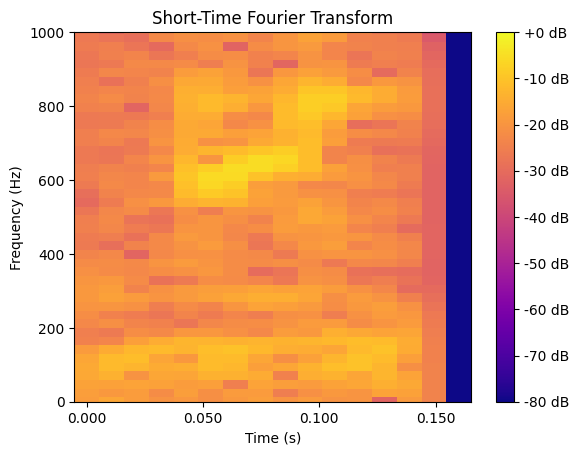 Short-Time Fourier Transform
1000
800
600
400
200
0
Frequency (Hz)
0.000
0.050
0.100
0.150
Time (s)
+0 dB
-10 dB
-20 dB
-30 dB
-40 dB
-50 dB
-60 dB
-70 dB
-80 dB